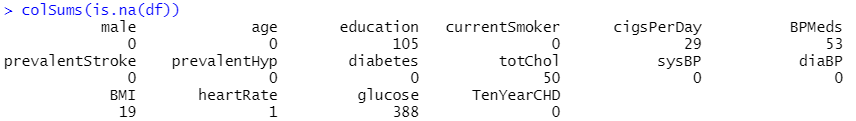 > colSums(is.na(df))
male age education currentSmoker cigsPerDay BPMeds
0 0 105 0 29 53
prevalentStroke prevalentHyp diabetes totChol sysBP diaBP
0 0 0 50 0 0
BMI heartRate glucose TenYearCHD
19 1 388 0